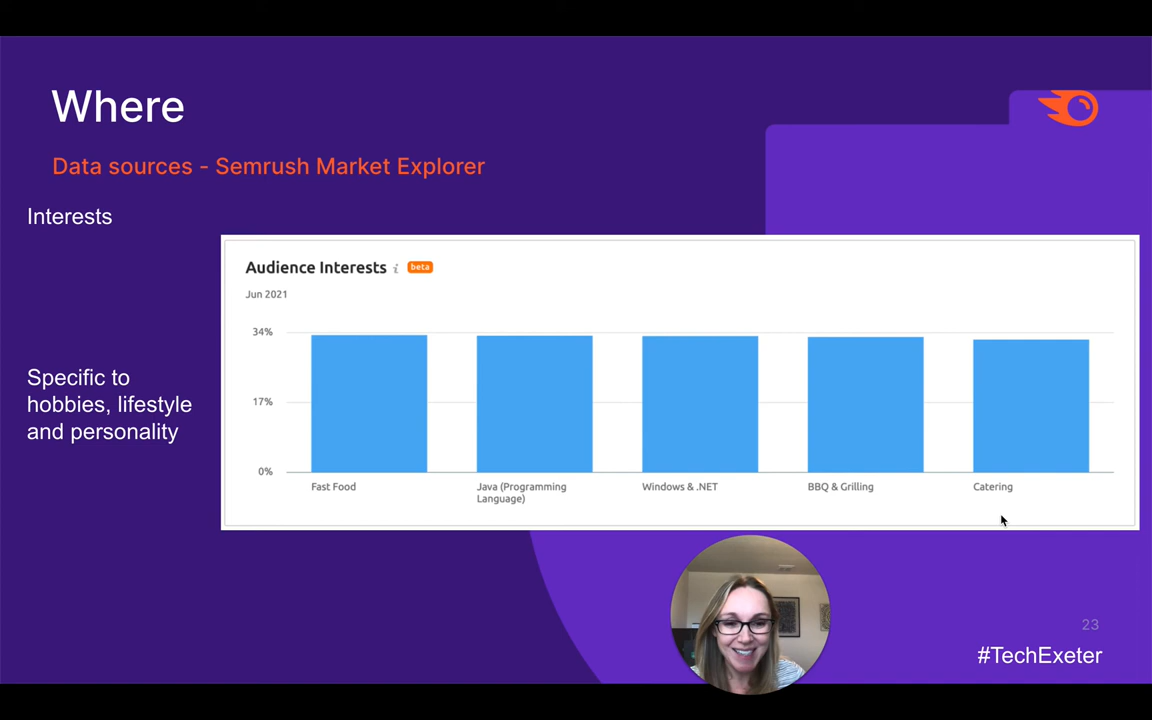 Where
Data sources - Semrush Market Explorer
Interests
Audience Interests i beta
Jun 2021
34%
17%
0%
Fast Food
Java (Programming
Language)
Windows & .NET
BBQ & Grilling
Catering
Specific to
hobbies, lifestyle
and personality
23
#TechExeter